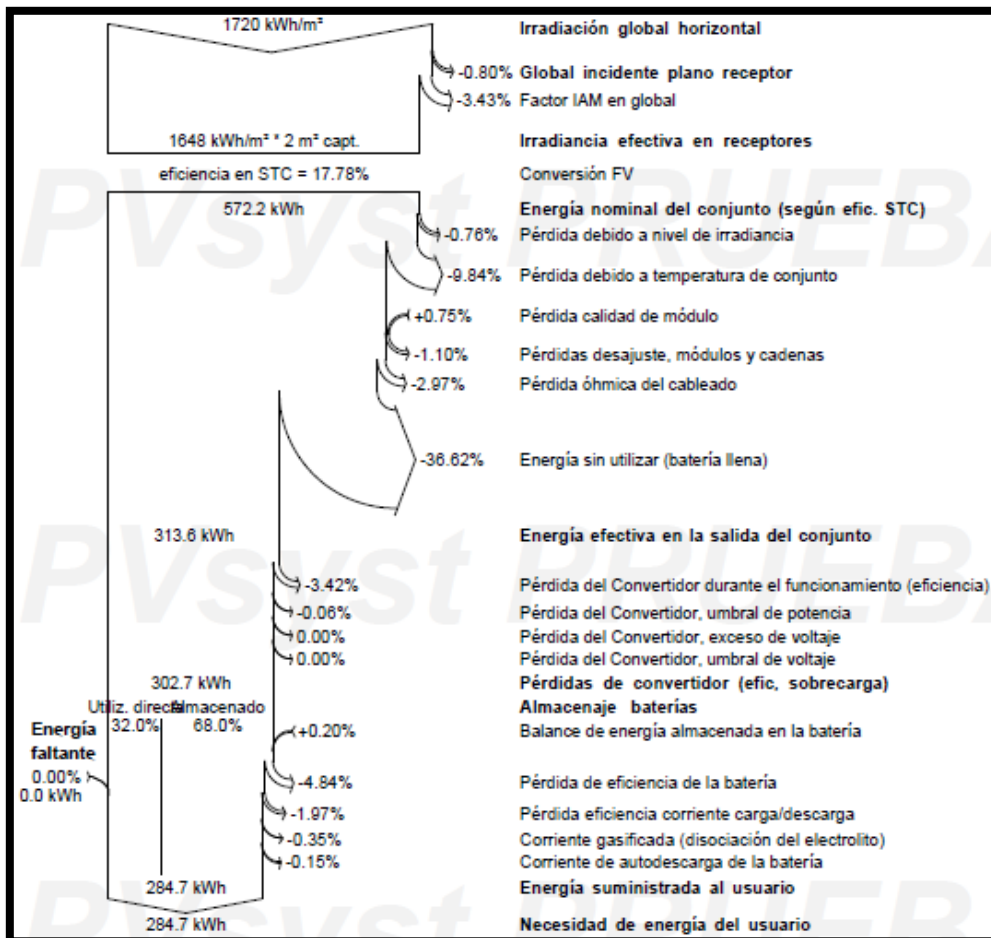 1720 kWh/m² Irradiación global horizontal
-0.80% Global incidente plano receptor
-3.43% Factor IAM en global
1648 kWh/m² * 2 m² capt. Irradiancia efectiva en receptores
eficiencia en STC = 17.78% Conversión FV
572.2 kWh Energía nominal del conjunto (según efic. STC)
-0.76% Pérdida debido a nivel de irradiancia
-9.84% Pérdida debido a temperatura de conjunto
+0.75% Pérdida calidad de módulo
-1.10% Pérdidas desajuste, módulos y cadenas
-2.97% Pérdida óhmica del cableado
-36.62% Energía sin utilizar (batería llena)
313.6 kWh Energía efectiva en la salida del conjunto
-3.42% Pérdida del Convertidor durante el funcionamiento (eficiencia)
-0.06% Pérdida del Convertidor, umbral de potencia
0.00% Pérdida del Convertidor, exceso de voltaje
0.00% Pérdida del Convertidor, umbral de voltaje
302.7 kWh Pérdidas de convertidor (efic, sobrecarga)
Utiliz. directa Almacenado Almacenaje baterías
Energía 32.0% 68.0% +0.20% Balance de energía almacenada en la batería
faltante
0.00% -4.84% Pérdida de eficiencia de la batería
0.0 kWh
-1.97% Pérdida eficiencia corriente carga/descarga
-0.35% Corriente gasificada (disociación del electrolito)
-0.15% Corriente de autodescarga de la batería
284.7 kWh Energía suministrada al usuario
284.7 kWh Necesidad de energía del usuario
PVsyst PRUEBA
PVsyst PRUEBA
PVsyst PRUEBA